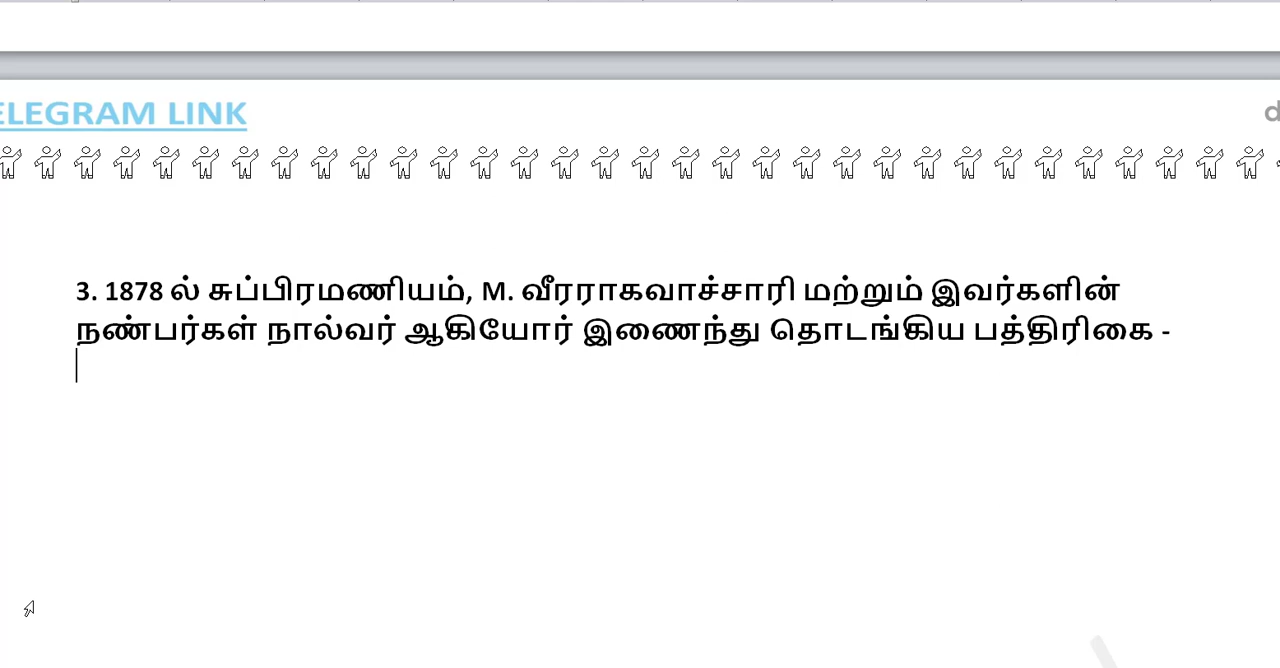 ELEGRAM LINK
3. 1878 ல் சுப்பிரமணியம், M. வீரராகவாச்சாரி மற்றும் இவர்களின்
நண்பர்கள் நால்வர் ஆகியோர் இணைந்து தொடங்கிய பத்திரிகை -